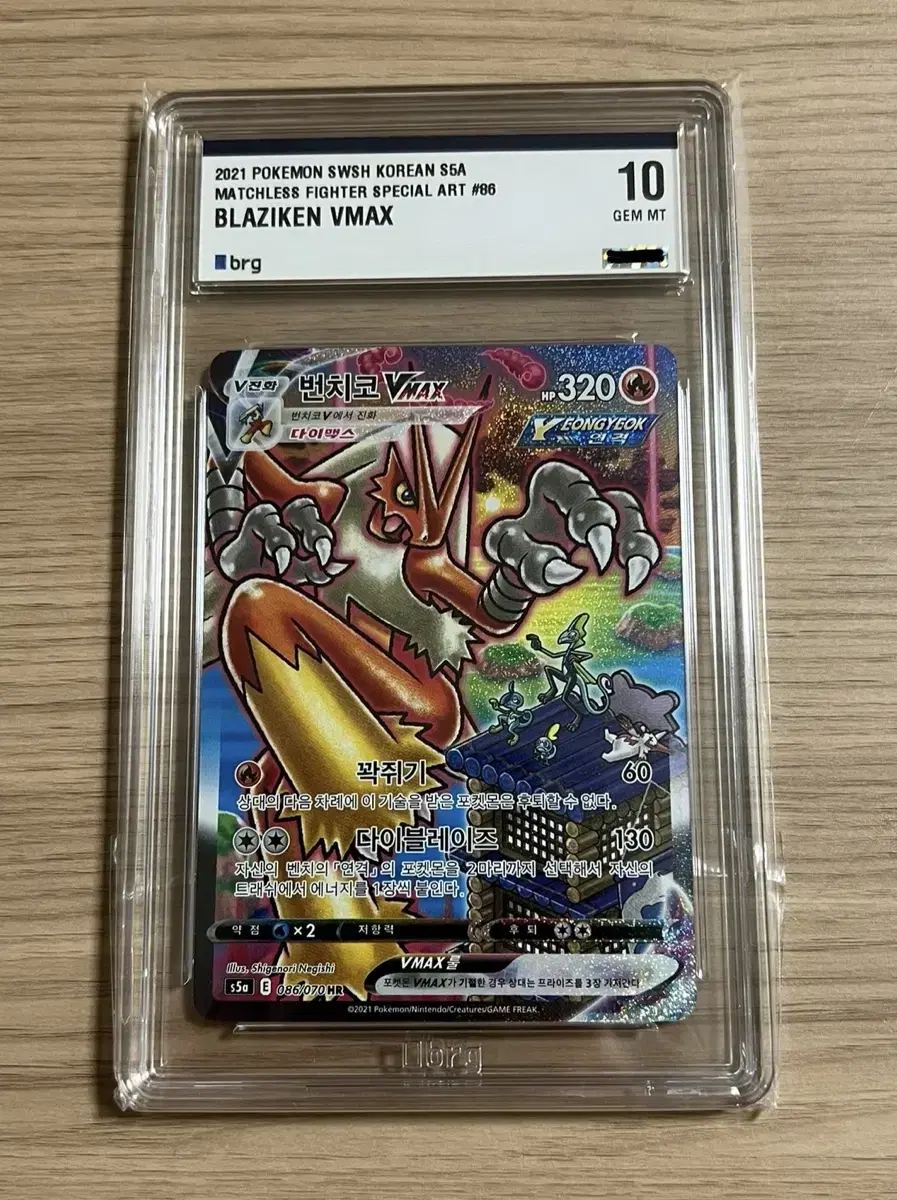 2021 POKEMON SWSH KOREAN S5A
MATCHLESS FIGHTER SPECIAL ART #86
BLAZIKEN VMAX
10
GEM MT
brg
V진화
번치코 VMAX
HP 320
번치코V에서 진화
다이맥스
YEONGYEOK
연격
꽉쥐기 60
상대의 다음 차례에 이 기술을 받은 포켓몬은 후퇴할 수 없다.
다이블레이즈 130
자신의 벤치의 「연격」의 포켓몬을 2마리까지 선택해서 자신의
트래쉬에서 에너지를 1장씩 붙인다.
약점 ×2 저항력 후퇴
Illus. Shigenori Negishi
VMAX룰
s5a E 086/070 HR
포켓몬 VMAX가 기절한 경우 상대는 프라이즈를 3장 가져간다.
©2021 Pokémon/Nintendo/Creatures/GAME FREAK.
brg